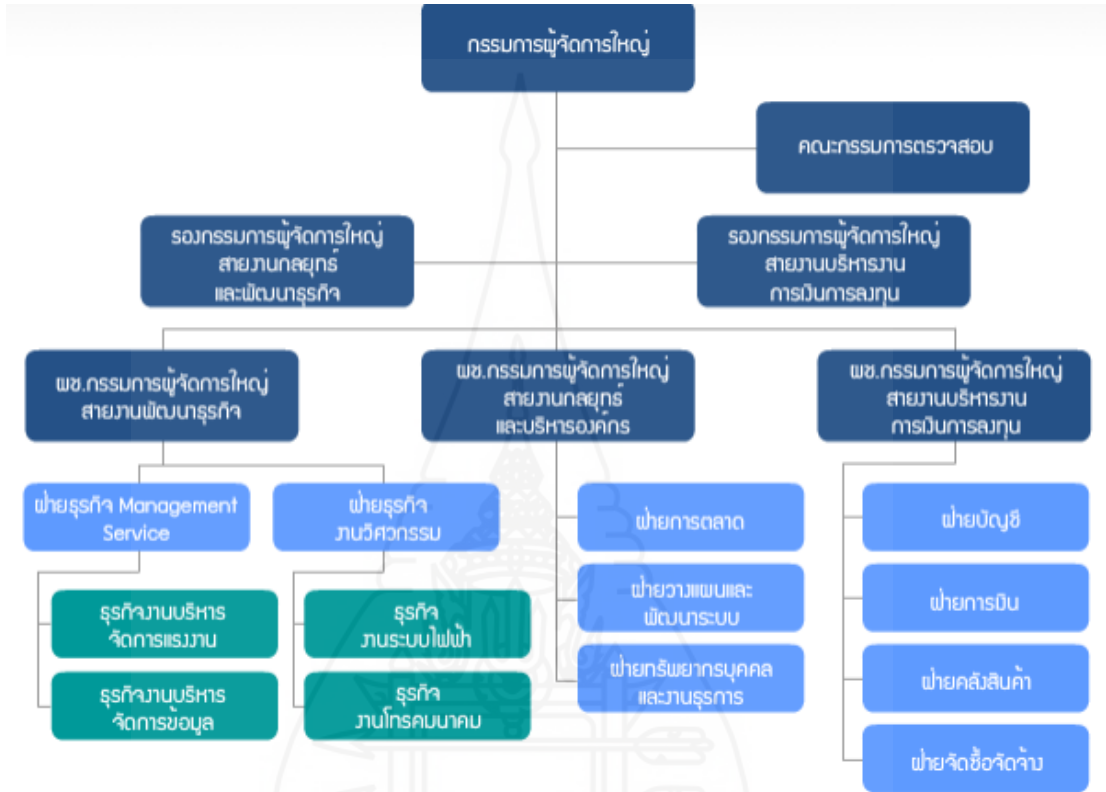 กรรมการผู้จัดการใหญ่
คณะกรรมการตรวจสอบ
รองกรรมการผู้จัดการใหญ่
สายงานกลยุทธ์
และพัฒนาธุรกิจ
รองกรรมการผู้จัดการใหญ่
สายงานบริหารงาน
การเงินการลงทุน
ผช.กรรมการผู้จัดการใหญ่
สายงานพัฒนาธุรกิจ
ผช.กรรมการผู้จัดการใหญ่
สายงานกลยุทธ์
และบริหารองค์กร
ผช.กรรมการผู้จัดการใหญ่
สายงานบริหารงาน
การเงินการลงทุน
ฝ่ายธุรกิจ Management
Service
ธุรกิจงานบริหาร
จัดการแรงงาน
ธุรกิจงานบริหาร
จัดการข้อมูล
ฝ่ายธุรกิจ
งานวิศวกรรม
ธุรกิจ
งานระบบไฟฟ้า
ธุรกิจ
งานโทรคมนาคม
ฝ่ายการตลาด
ฝ่ายวางแผนและ
พัฒนาระบบ
ฝ่ายทรัพยากรบุคคล
และงานธุรการ
ฝ่ายบัญชี
ฝ่ายการเงิน
ฝ่ายคลังสินค้า
ฝ่ายจัดซื้อจัดจ้าง